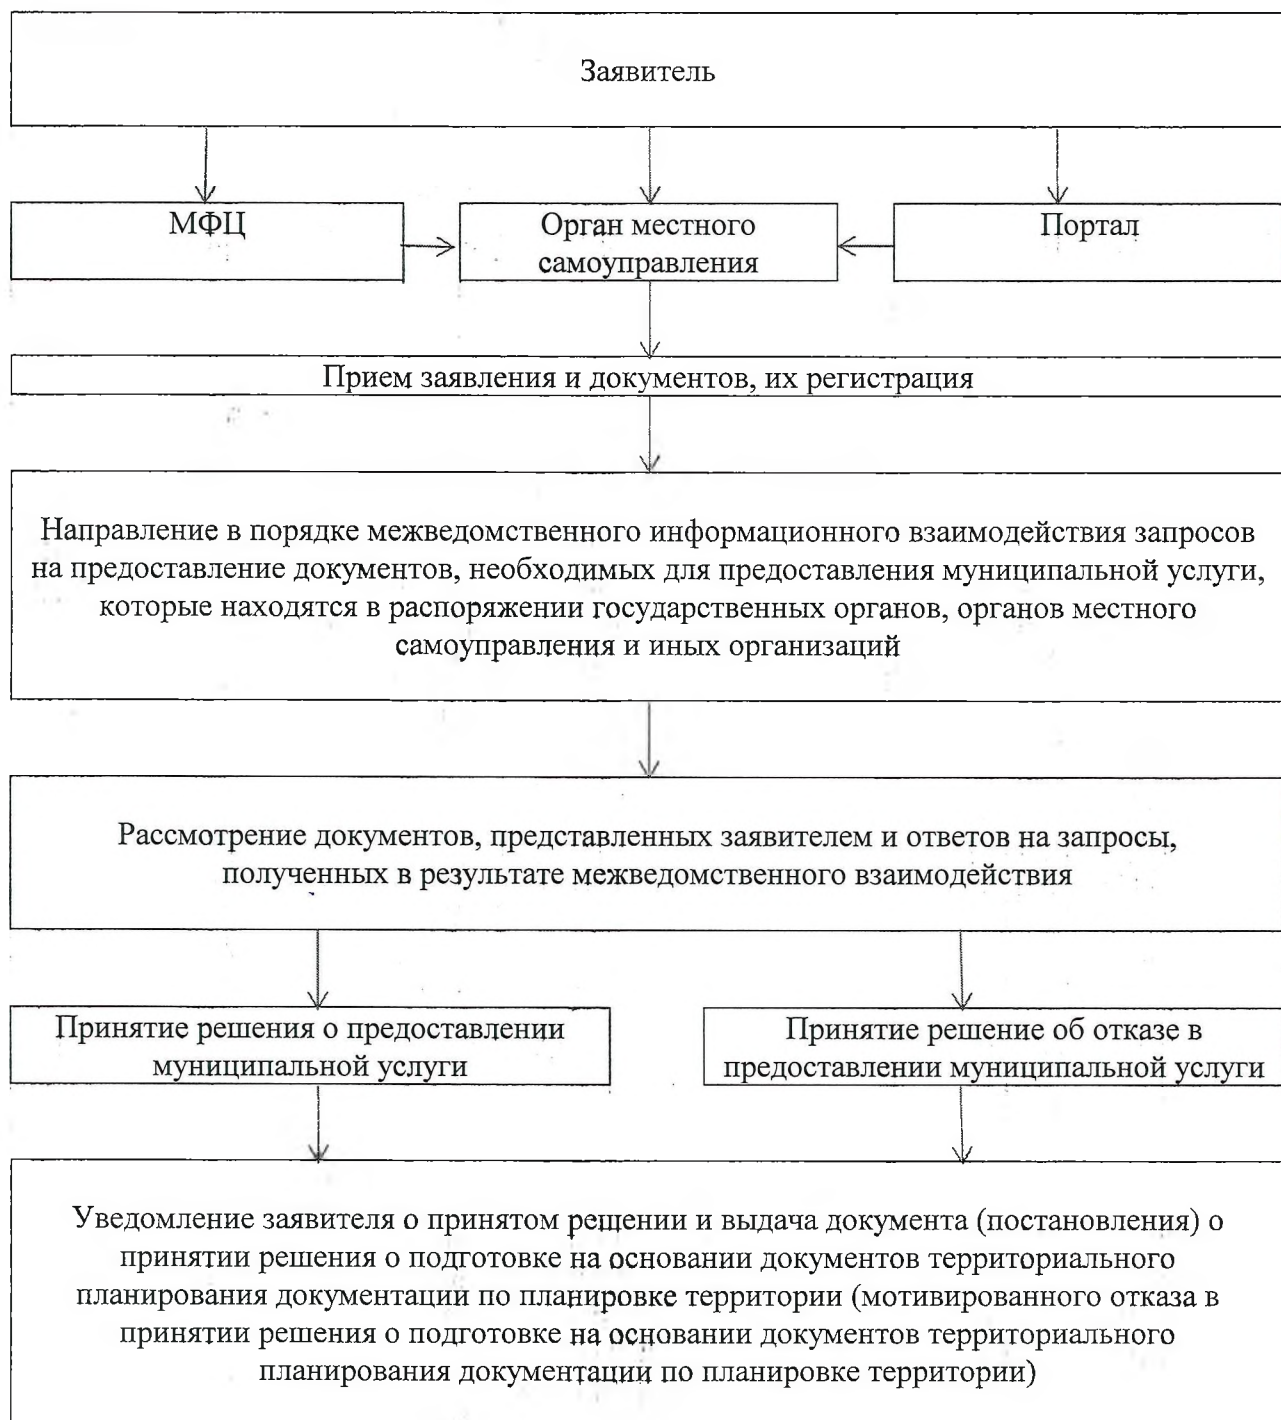 Заявитель
МФЦ
Орган местного
самоуправления
Портал
Прием заявления и документов, их регистрация
Направление в порядке межведомственного информационного взаимодействия запросов
на предоставление документов, необходимых для предоставления муниципальной услуги,
которые находятся в распоряжении государственных органов, органов местного
самоуправления и иных организаций
Рассмотрение документов, представленных заявителем и ответов на запросы,
полученных в результате межведомственного взаимодействия
Принятие решения о предоставлении
муниципальной услуги
Принятие решение об отказе в
предоставлении муниципальной услуги
Уведомление заявителя о принятом решении и выдача документа (постановления) о
принятии решения о подготовке на основании документов территориального
планирования документации по планировке территории (мотивированного отказа в
принятии решения о подготовке на основании документов территориального
планирования документации по планировке территории)